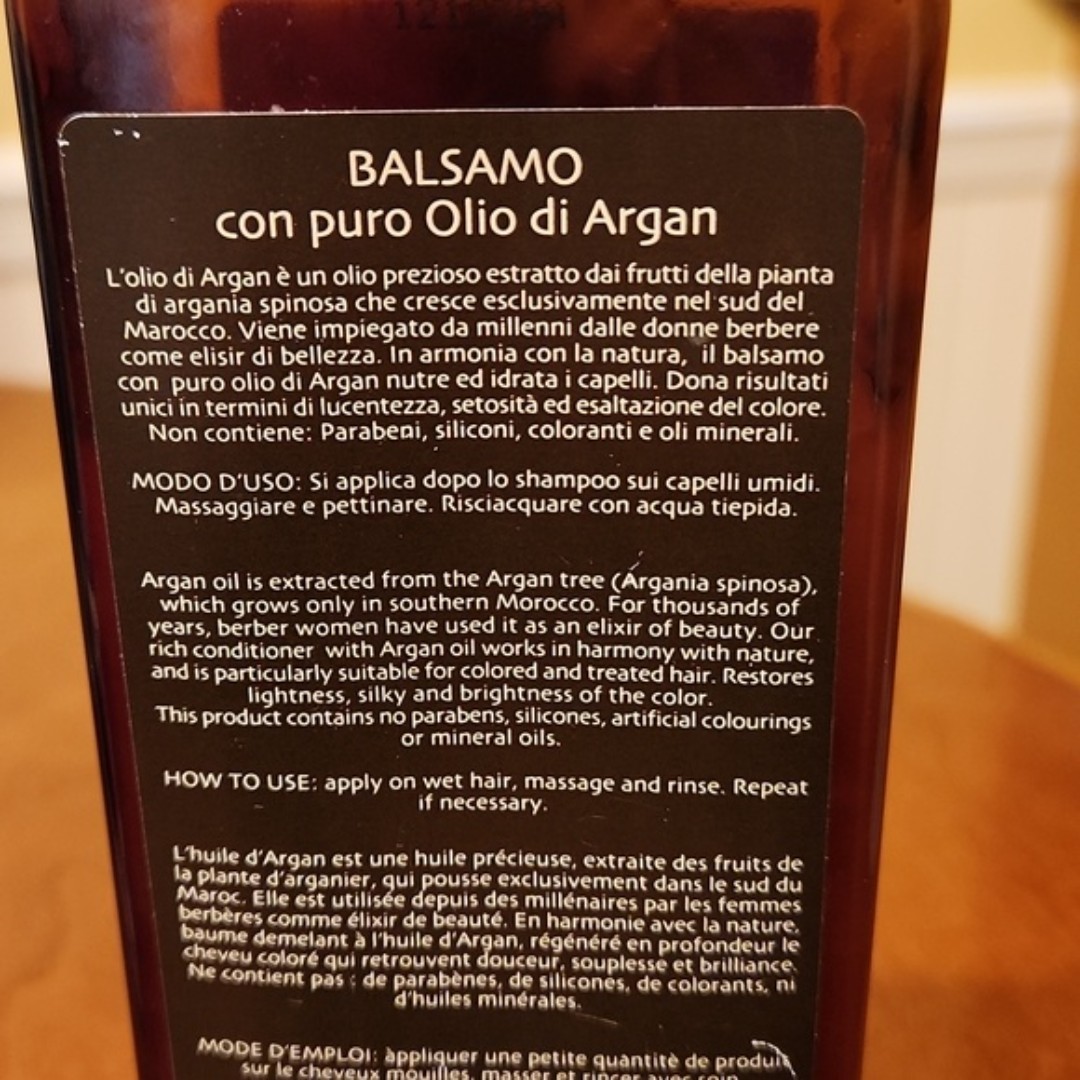 BALSAMO
con puro Olio di Argan
L'olio di Argan è un olio prezioso estratto dai frutti della pianta
di argania spinosa che cresce esclusivamente nel sud del
Marocco. Viene impiegato da millenni dalle donne berbere
come elisir di bellezza. In armonia con la natura, il balsamo
con puro olio di Argan nutre ed idrata i capelli. Dona risultati
unici in termini di lucentezza, setosità ed esaltazione del colore.
Non contiene: Parabeni, siliconi, coloranti e oli minerali.
MODO D'USO: Si applica dopo lo shampoo sui capelli umidi.
Massaggiare e pettinare. Risciacquare con acqua tiepida.
Argan oil is extracted from the Argan tree (Argania spinosa),
which grows only in southern Morocco. For thousands of
years, berber women have used it as an elixir of beauty. Our
rich conditioner with Argan oil works in harmony with nature,
and is particularly suitable for colored and treated hair. Restores
lightness, silky and brightness of the color.
This product contains no parabens, silicones, artificial colourings
or mineral oils.
HOW TO USE: apply on wet hair, massage and rinse. Repeat
if necessary.
L'huile d'Argan est une huile précieuse, extraite des fruits de
la plante d'arganier, qui pousse exclusivement dans le sud du
Maroc. Elle est utilisée depuis des millénaires par les femmes
berbères comme élixir de beauté. En harmonie avec la nature,
baume demelant à l'huile d'Argan, régénéré en profondeur le
cheveu coloré qui retrouvent douceur, souplesse et brilliance.
Ne contient pas : de parabènes, de silicones, de colorants, ni
d'huiles minérales.
MODE D'EMPLOI: àppliquer une petite quantitè de produit
sur le cheveux mouilles, masser et rincer avec soin